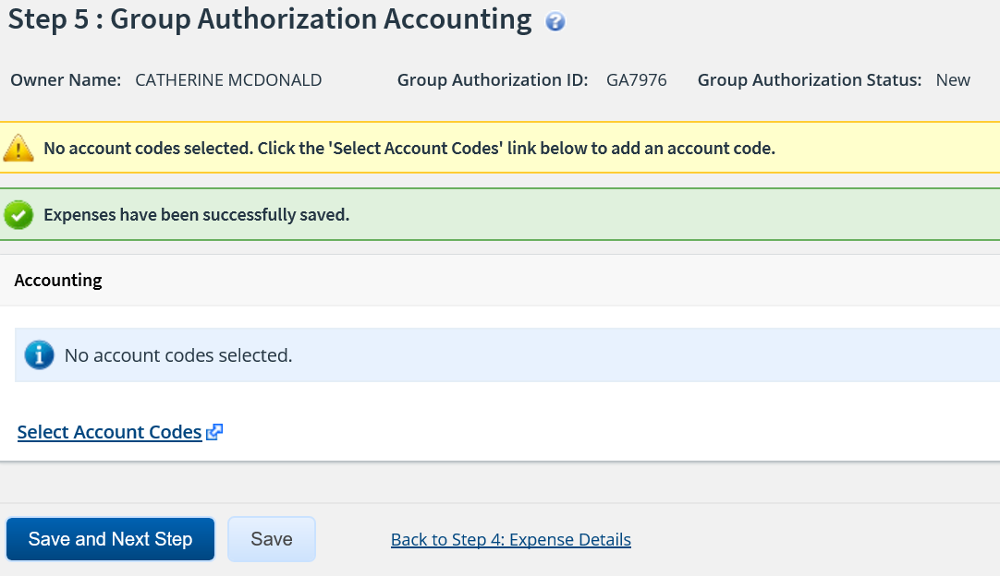 Step 5 : Group Authorization Accounting
Owner Name: CATHERINE MCDONALD Group Authorization ID: GA7976 Group Authorization Status: New
No account codes selected. Click the 'Select Account Codes' link below to add an account code.
Expenses have been successfully saved.
Accounting
No account codes selected.
Select Account Codes
Save and Next Step Save Back to Step 4: Expense Details